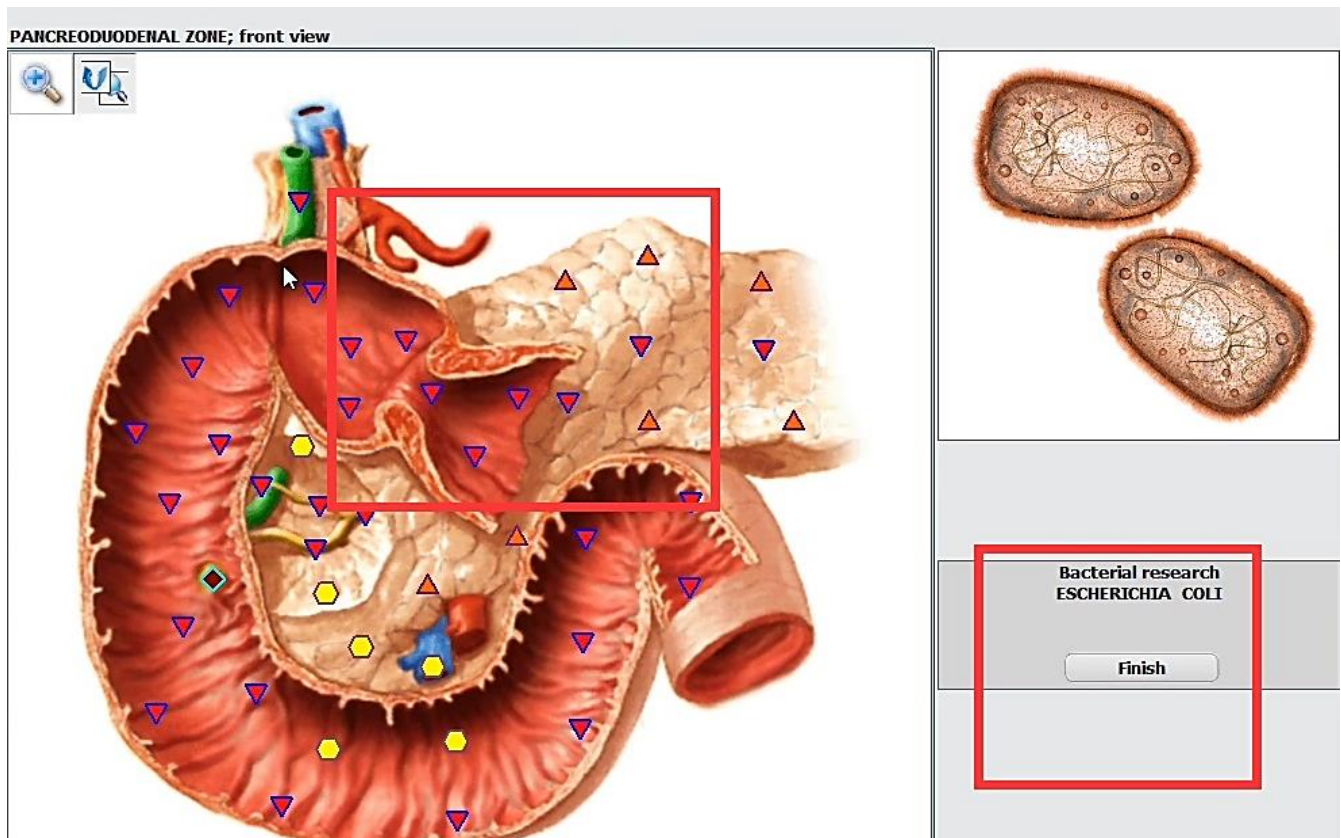 PANCREODUODENAL ZONE; front view
Bacterial research
ESCHERICHIA COLI
Finish